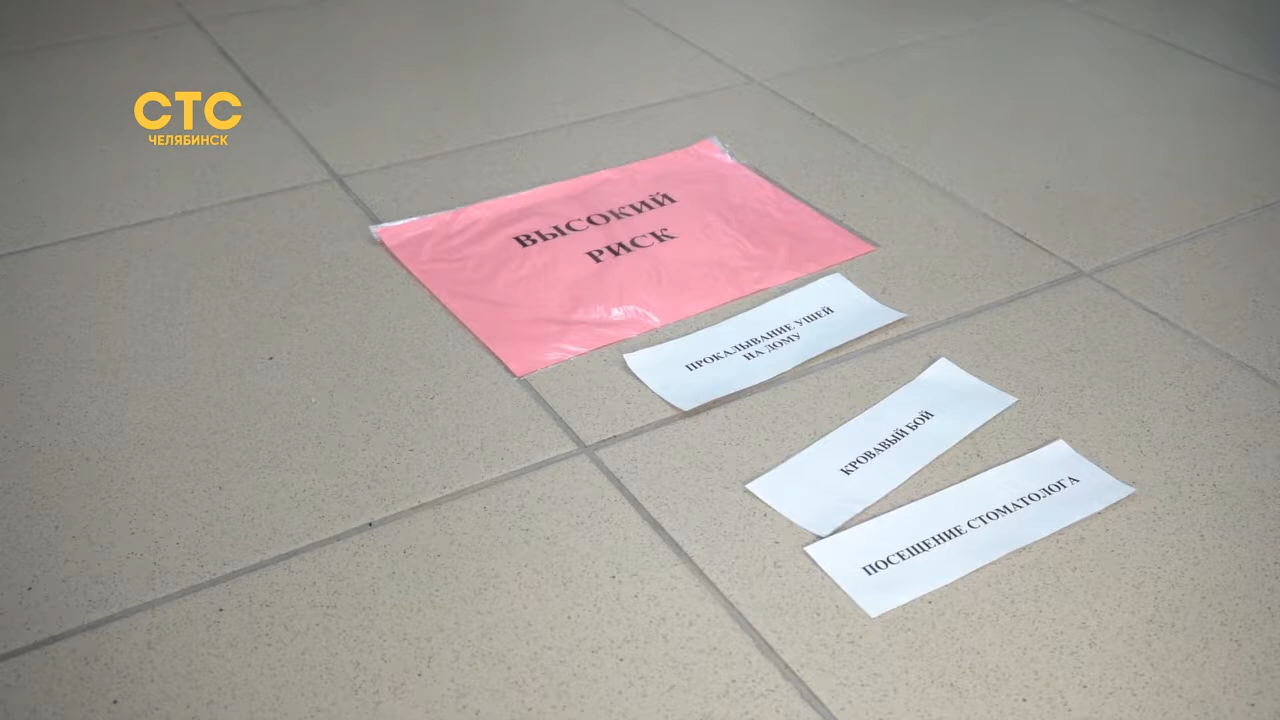 СТС
ЧЕЛЯБИНСК
ВЫСОКИЙ
РИСК
ПРОКАЛЫВАНИЕ УШЕЙ
НА ДОМУ
КРОВАВЫЙ БОЙ
ПОСЕЩЕНИЕ СТОМАТОЛОГА